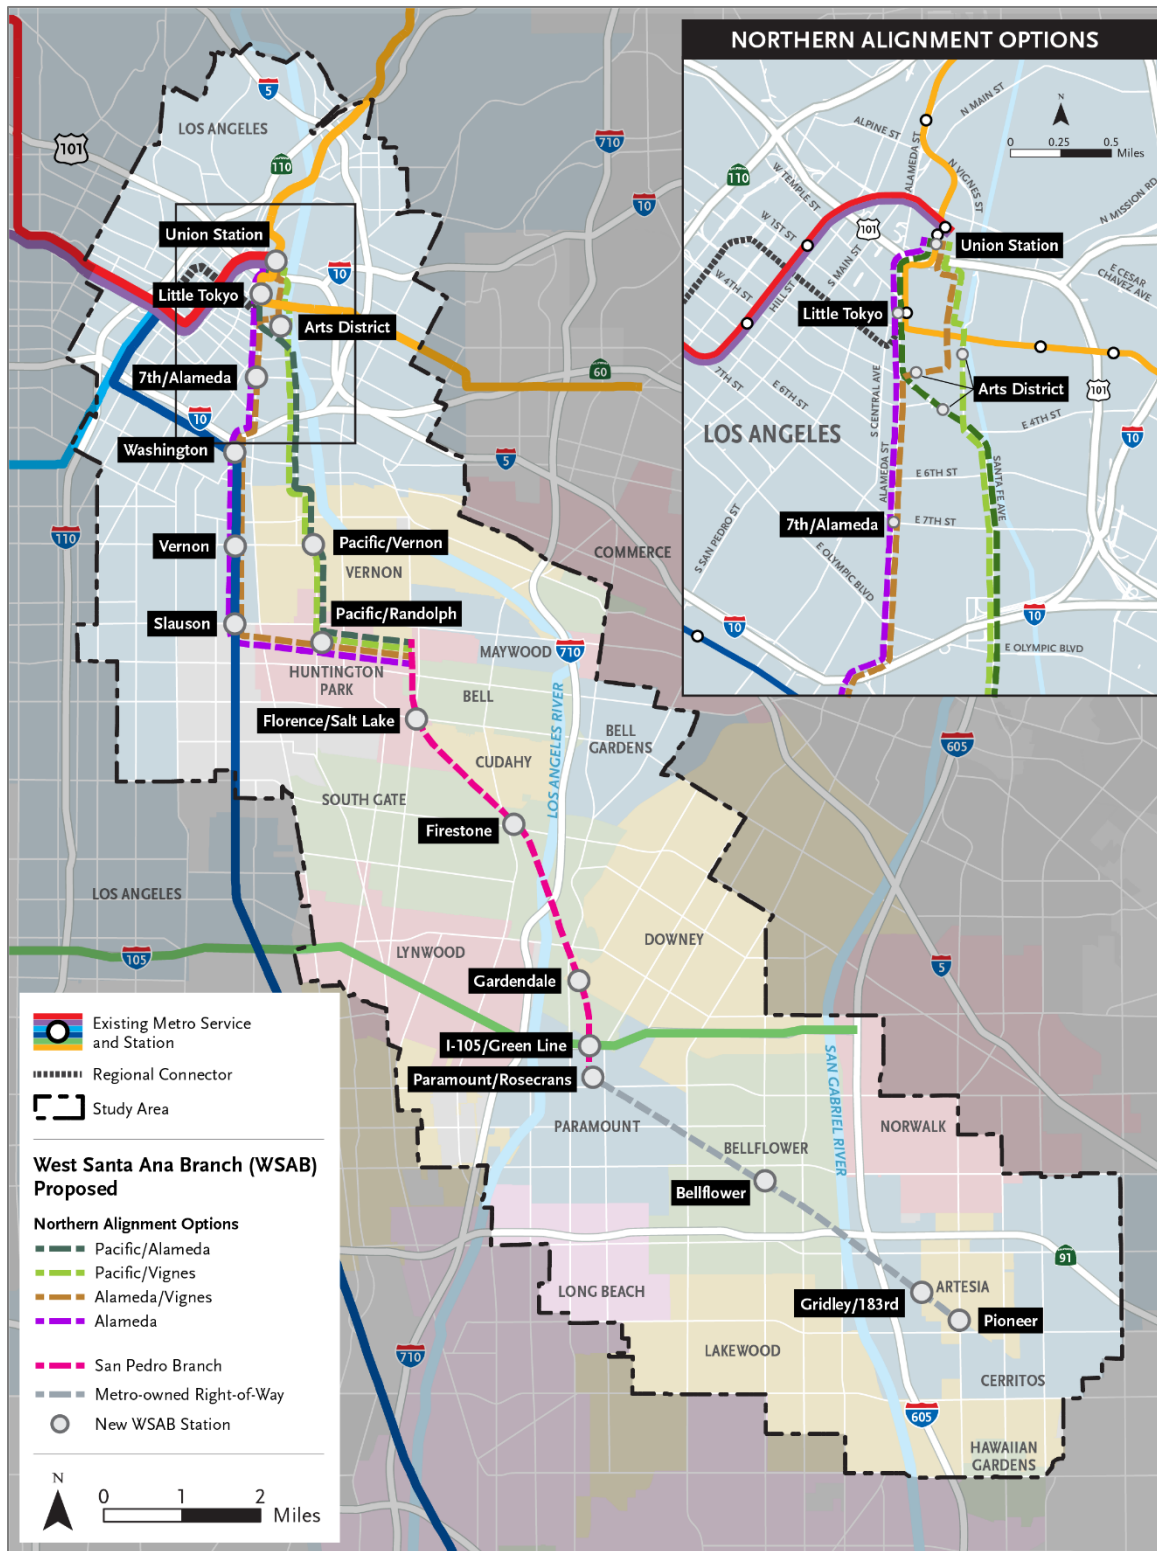 NORTHERN ALIGNMENT OPTIONS
N
0 0.25 0.5
Miles
N MAIN ST
ALPINE ST
ALAMEDA ST
N VIGNES ST
110
W TEMPLE ST
N MISSION RD
W 1ST ST
101
S MAIN ST
Union Station
E CESAR
CHAVEZ AVE
W 4TH ST
HILL ST
Little Tokyo
7TH ST
E 6TH ST
S CENTRAL AVE
Arts District
101
E 4TH ST
LOS ANGELES
10
ALAMEDA ST
SANTA FE AVE
E 6TH ST
S SAN PEDRO ST
7th/Alameda
E 7TH ST
E OLYMPIC BLVD
10
10
E OLYMPIC BLVD
5
LOS ANGELES
101
110
710
10
Union Station
10
Little Tokyo
Arts District
60
7th/Alameda
10
Washington
5
110
Vernon
Pacific/Vernon
COMMERCE
VERNON
Slauson
Pacific/Randolph
MAYWOOD
710
HUNTINGTON
PARK
BELL
Florence/Salt Lake
LOS ANGELES RIVER
BELL
GARDENS
605
CUDAHY
SOUTH GATE
Firestone
LOS ANGELES
LYNWOOD
DOWNEY
105
5
Gardendale
I-105/Green Line
Paramount/Rosecrans
SAN GABRIEL RIVER
PARAMOUNT
NORWALK
BELLFLOWER
Bellflower
91
LONG BEACH
ARTESIA
Gridley/183rd
Pioneer
710
LAKEWOOD
CERRITOS
605
HAWAIIAN
GARDENS
Existing Metro Service
and Station
Regional Connector
Study Area
West Santa Ana Branch (WSAB)
Proposed
Northern Alignment Options
Pacific/Alameda
Pacific/Vignes
Alameda/Vignes
Alameda
San Pedro Branch
Metro-owned Right-of-Way
New WSAB Station
N
0 1 2
Miles